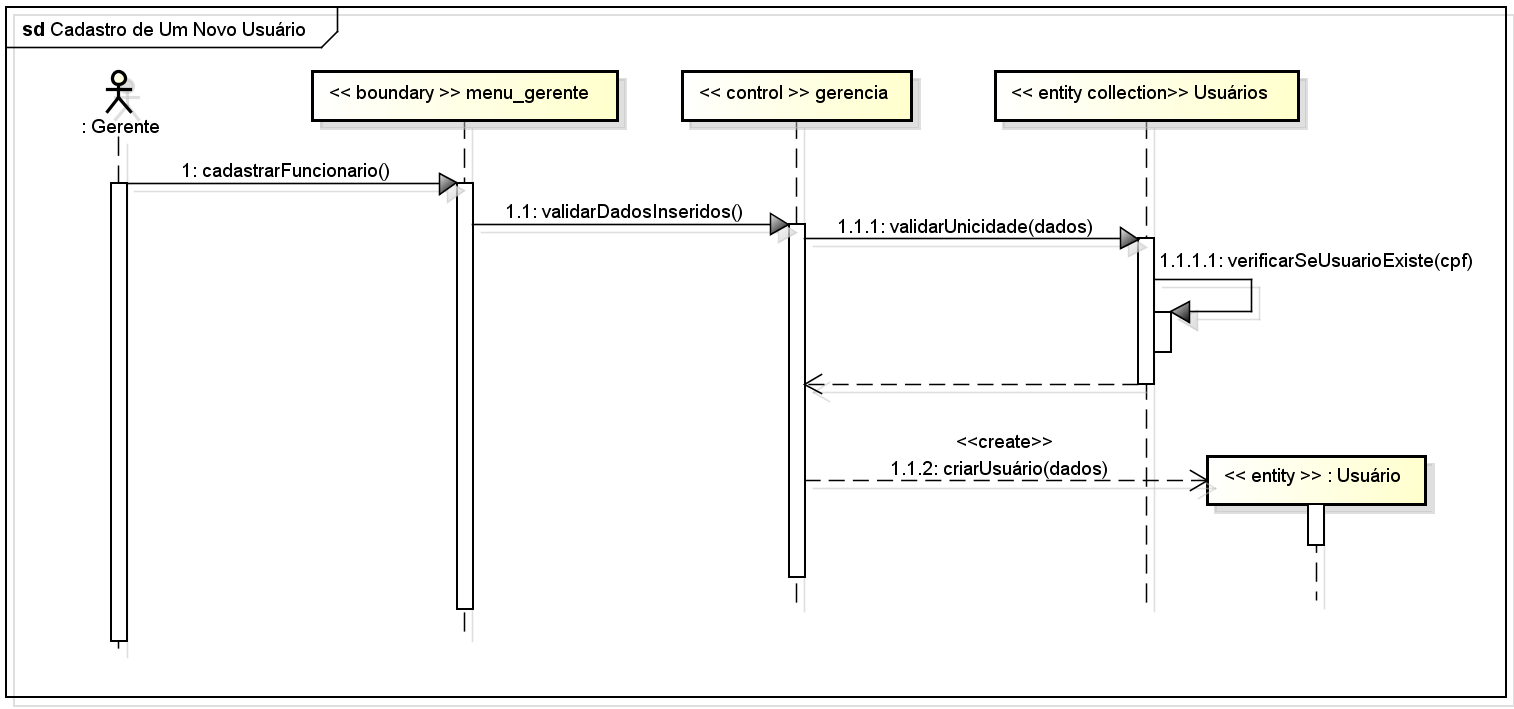 sd Cadastro de Um Novo Usuário
: Gerente
<< boundary >> menu_gerente
<< control >> gerencia
<< entity collection>> Usuários
1: cadastrarFuncionario()
1.1: validarDadosInseridos()
1.1.1: validarUnicidade(dados)
1.1.1.1: verificarSeUsuarioExiste(cpf)
<<create>>
1.1.2: criarUsuário(dados)
<< entity >> : Usuário